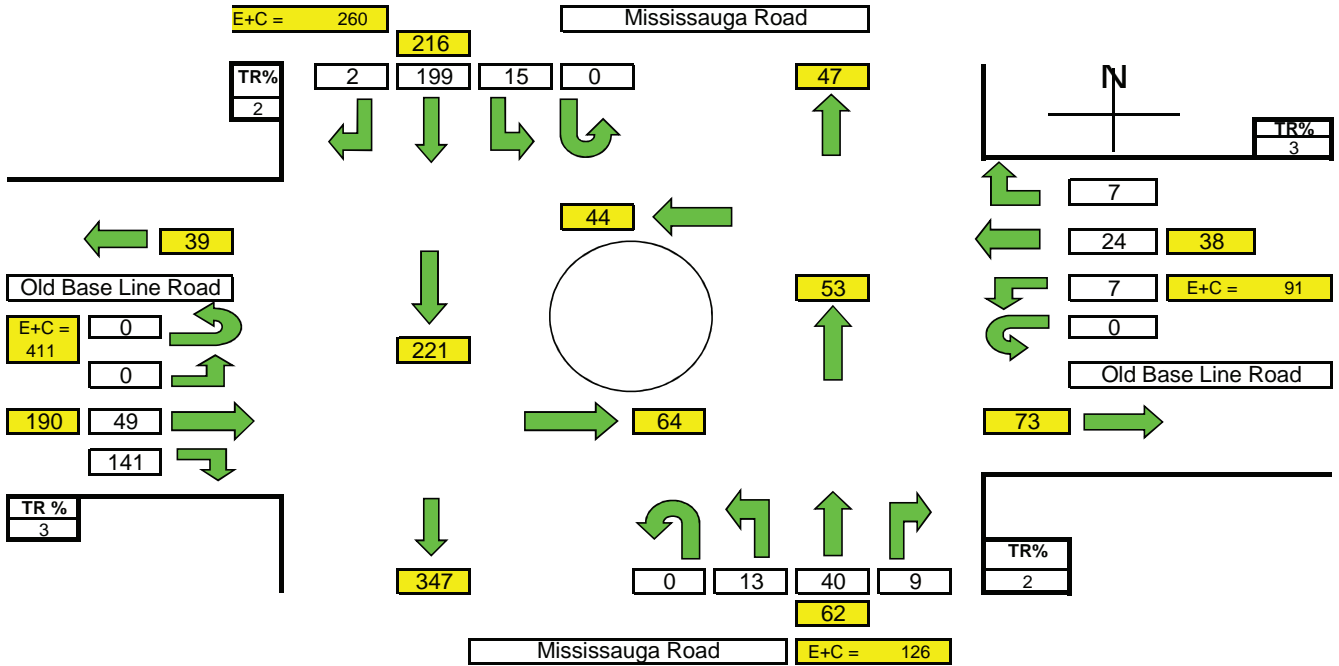 E+C = 260
Mississauga Road
216
TR%
2
2 199 15 0
47
N
TR%
3
7
44
39
24 38
Old Base Line Road
53
7 E+C = 91
E+C =
411
0
0
221
0
Old Base Line Road
190 49
64
73
141
TR %
3
TR%
2
347
0 13 40 9
62
Mississauga Road
E+C = 126